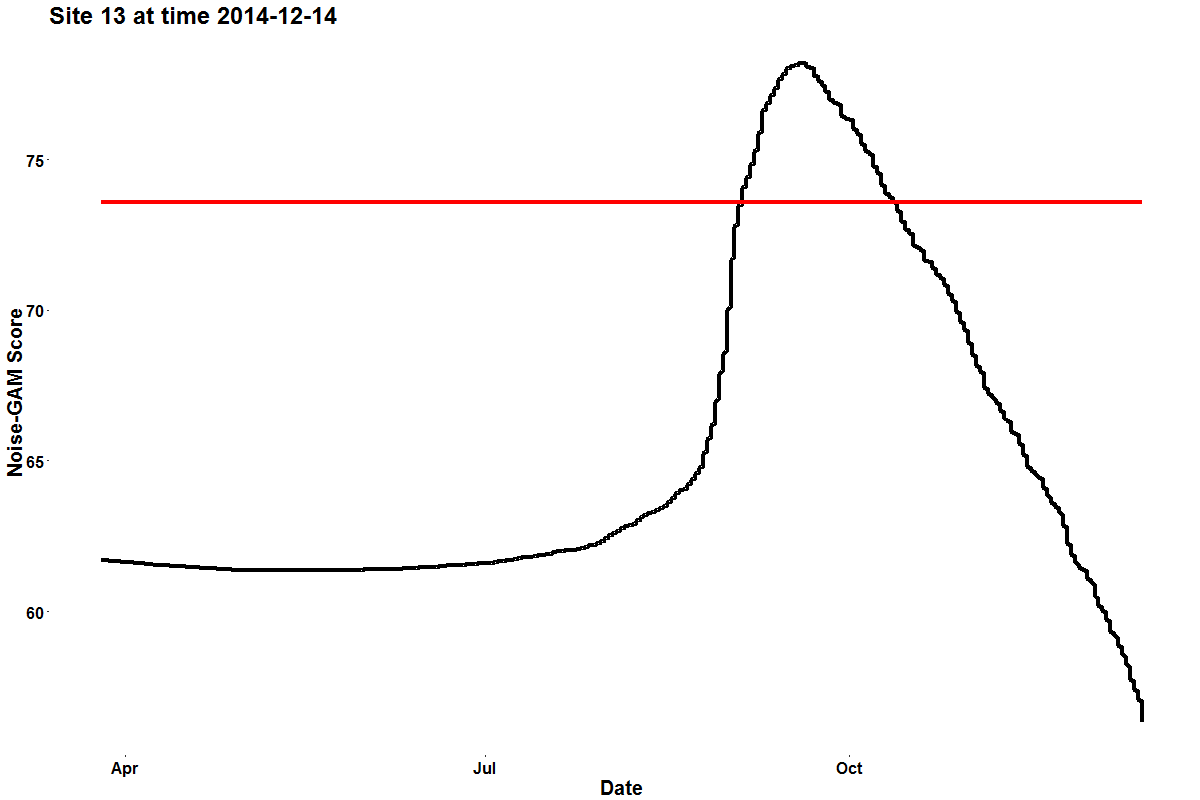 Site 13 at time 2014-12-14
Noise-GAM Score
75
70
65
60
Apr
Jul
Oct
Date